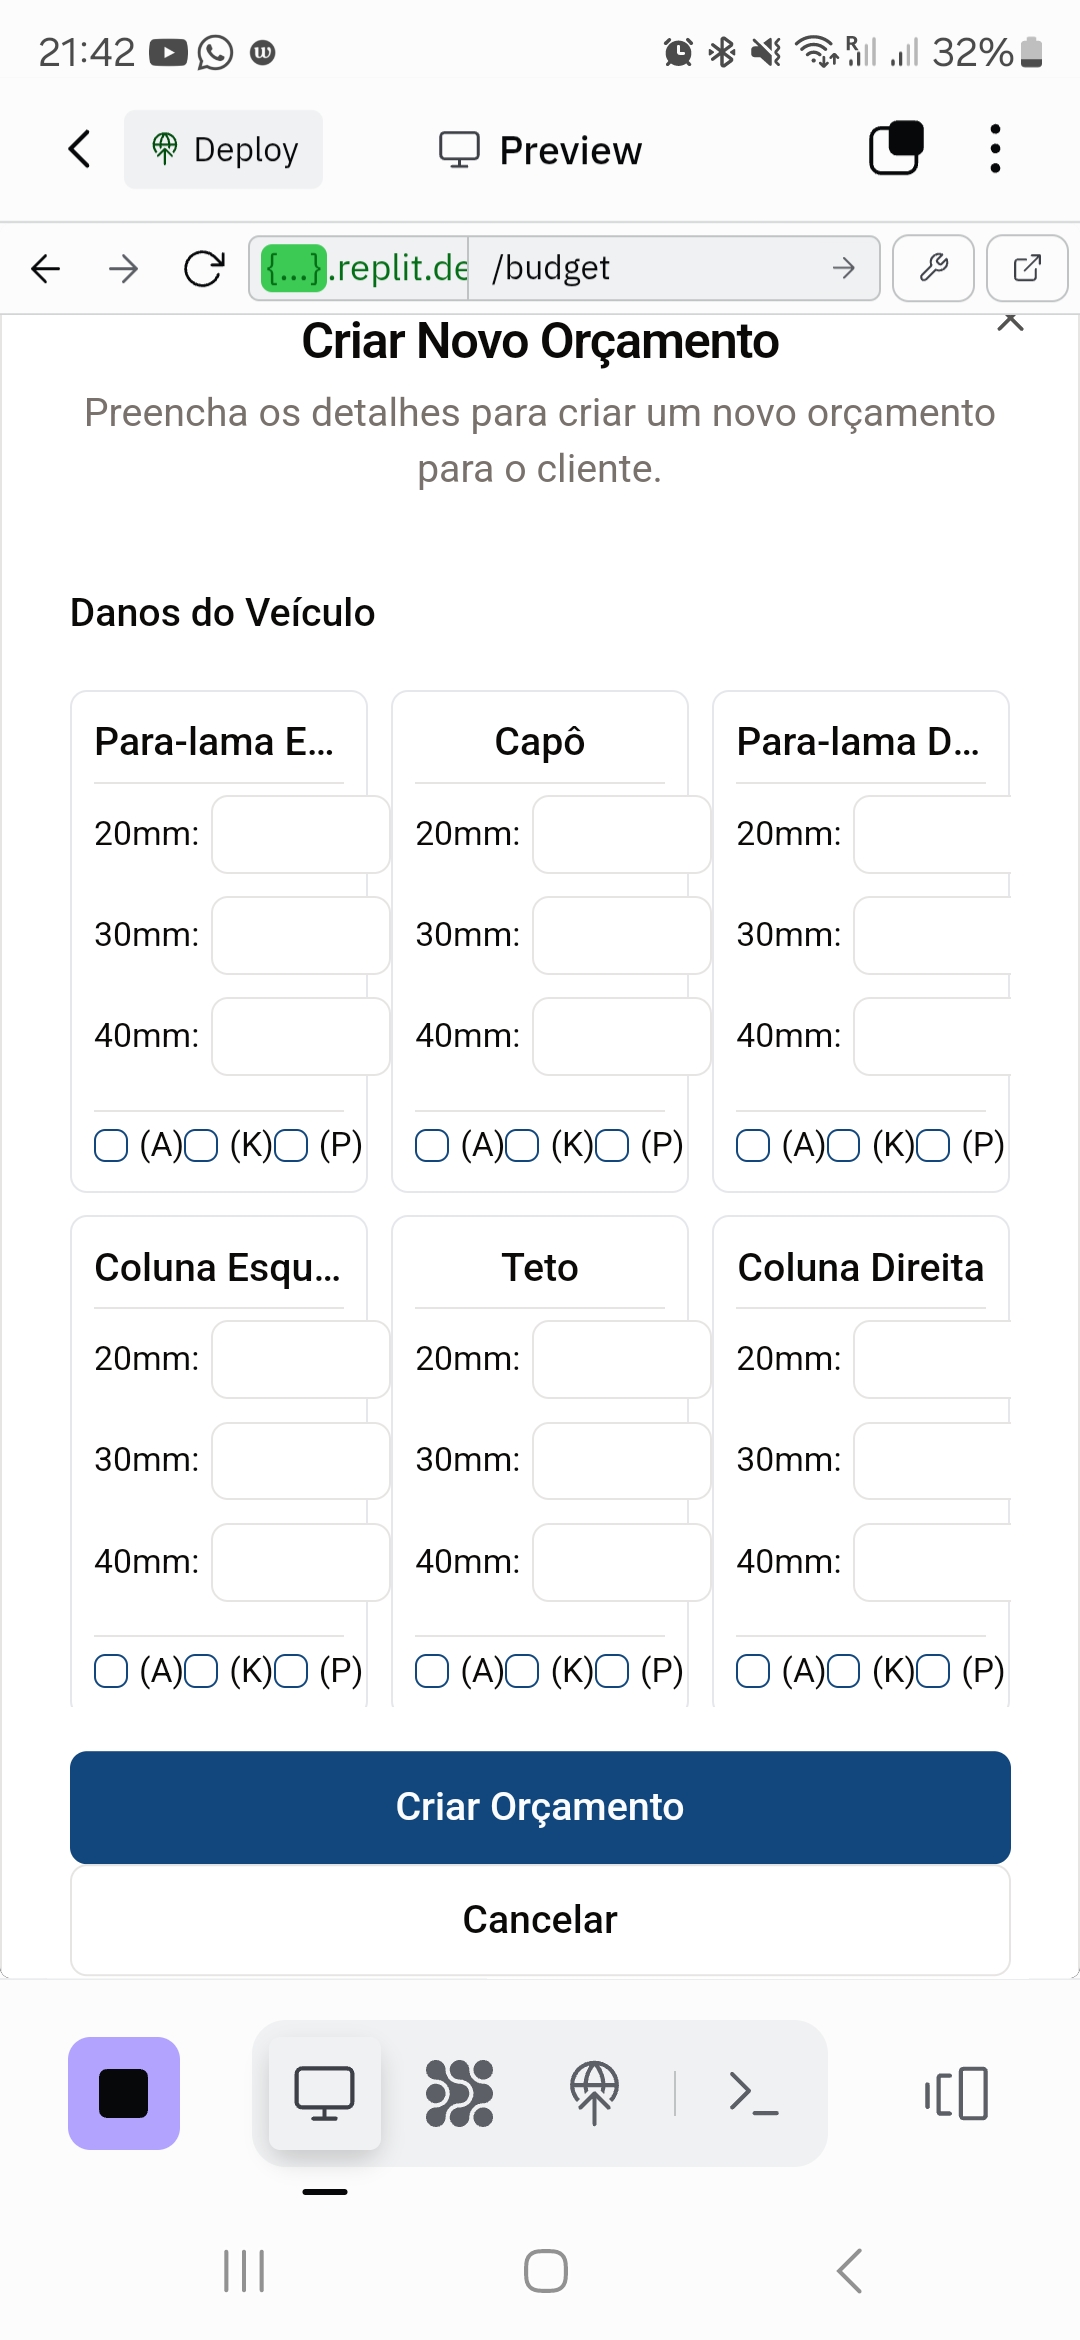 21:42
32%
Deploy
Preview
{...}.replit.de /budget
Criar Novo Orçamento
Preencha os detalhes para criar um novo orçamento
para o cliente.
Danos do Veículo
Para-lama E... Capô Para-lama D...
20mm: 20mm: 20mm:
30mm: 30mm: 30mm:
40mm: 40mm: 40mm:
(A) (K) (P) (A) (K) (P) (A) (K) (P)
Coluna Esqu... Teto Coluna Direita
20mm: 20mm: 20mm:
30mm: 30mm: 30mm:
40mm: 40mm: 40mm:
(A) (K) (P) (A) (K) (P) (A) (K) (P)
Criar Orçamento
Cancelar